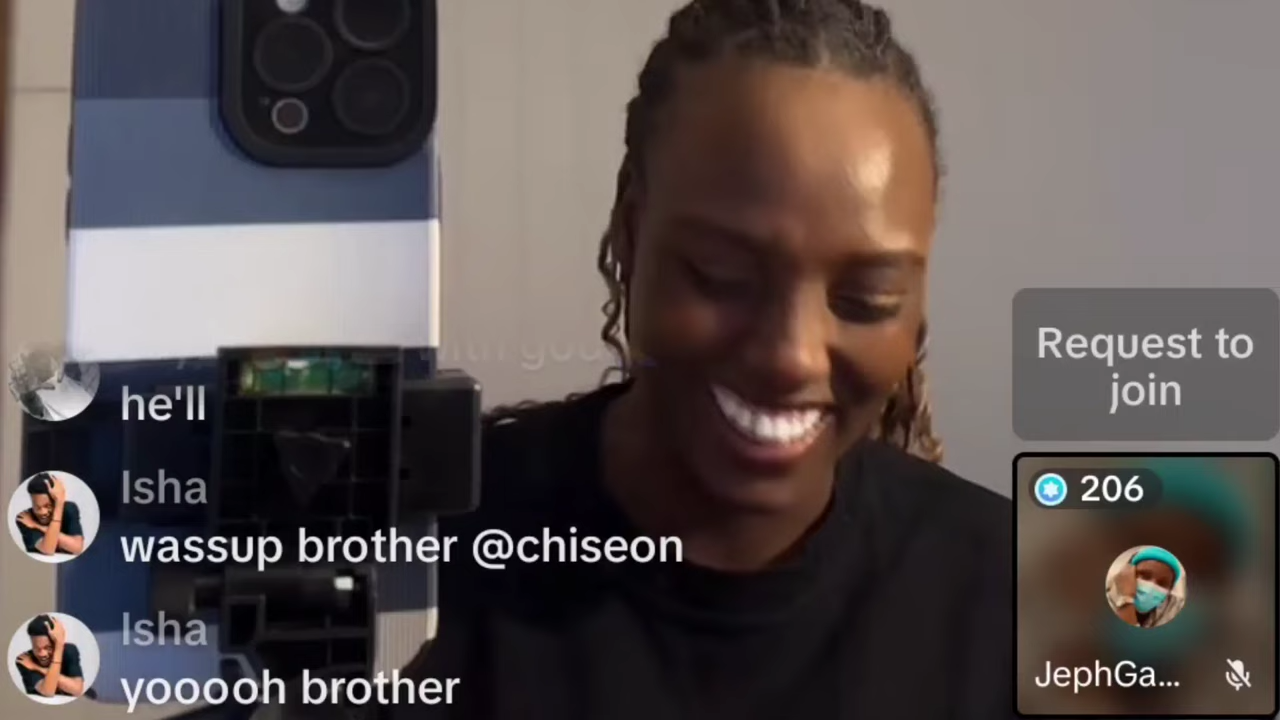 he'll
Isha
wassup brother @chiseon
Isha
yooooh brother
Request to
join
206
JephGa...